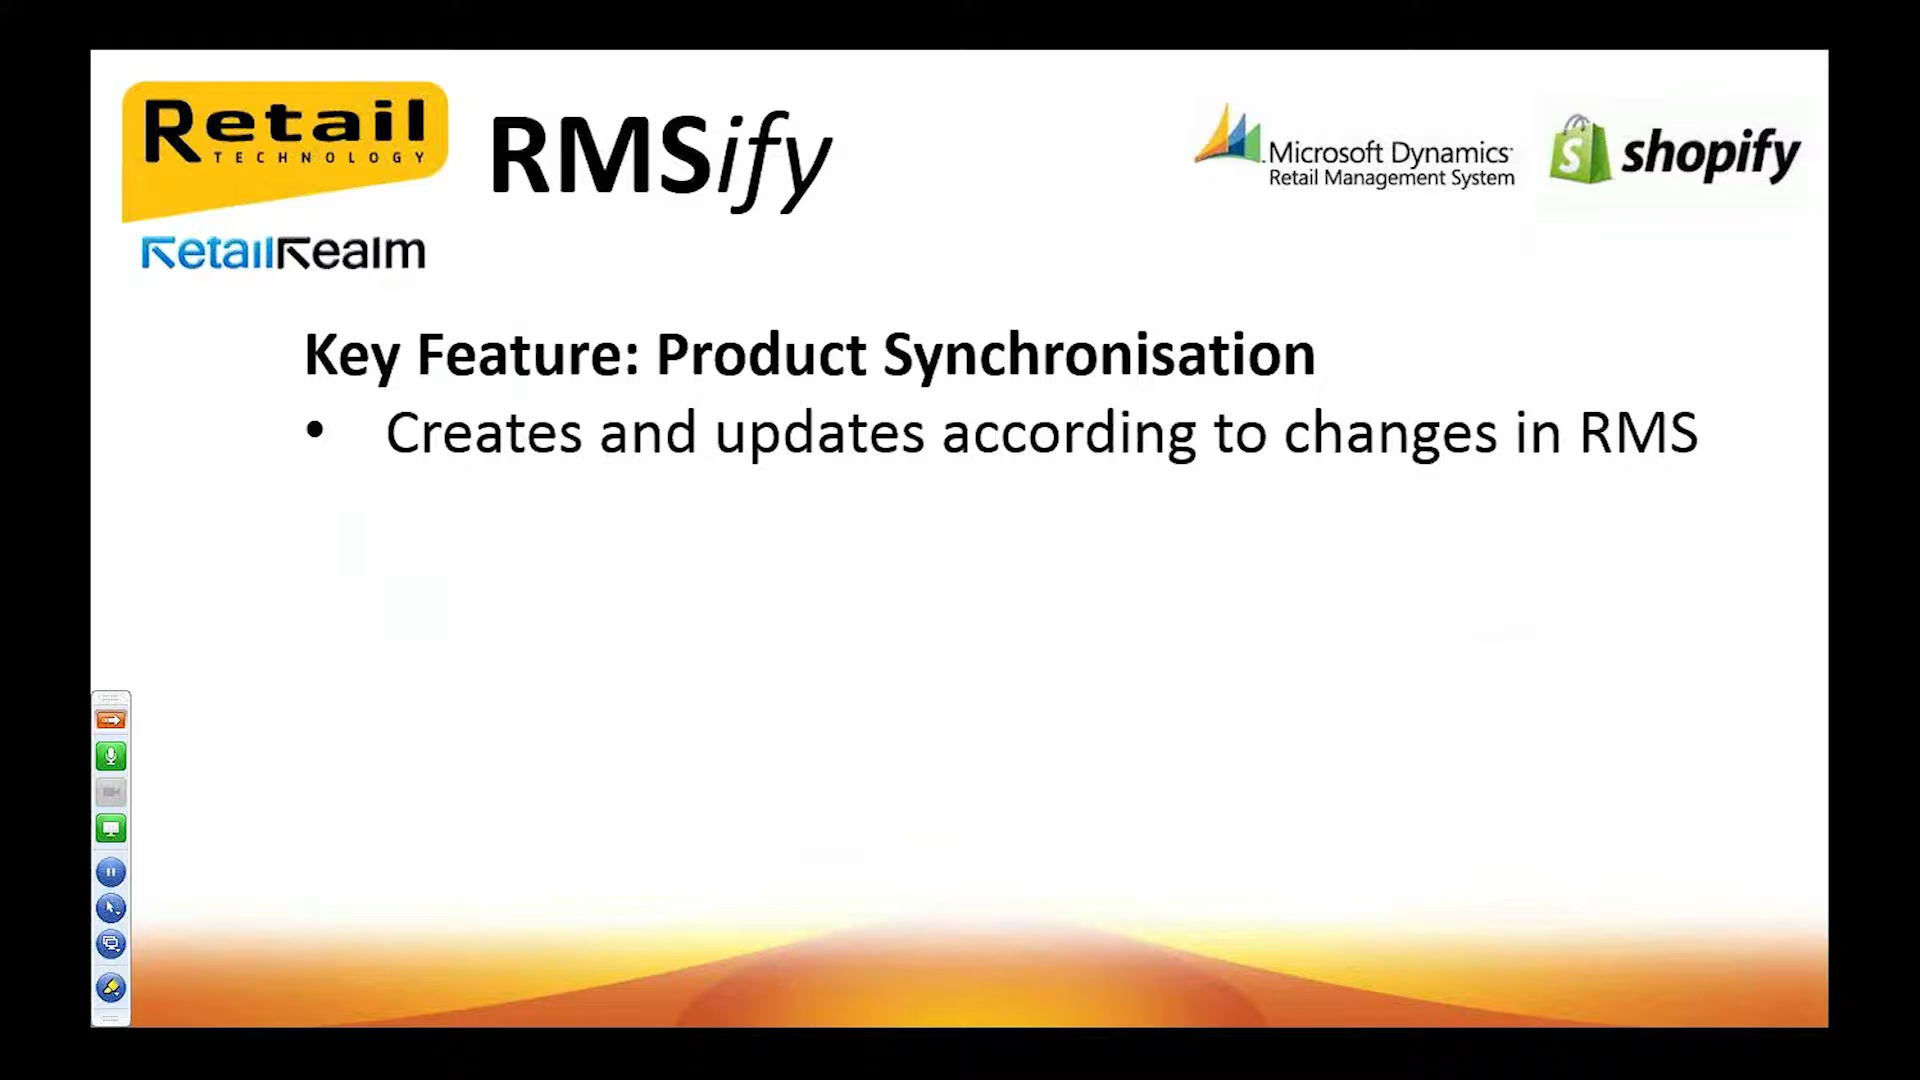 Retail
TECHNOLOGY
RMSify
Microsoft Dynamics
Retail Management System
shopify
RetailRealm
Key Feature: Product Synchronisation
• Creates and updates according to changes in RMS